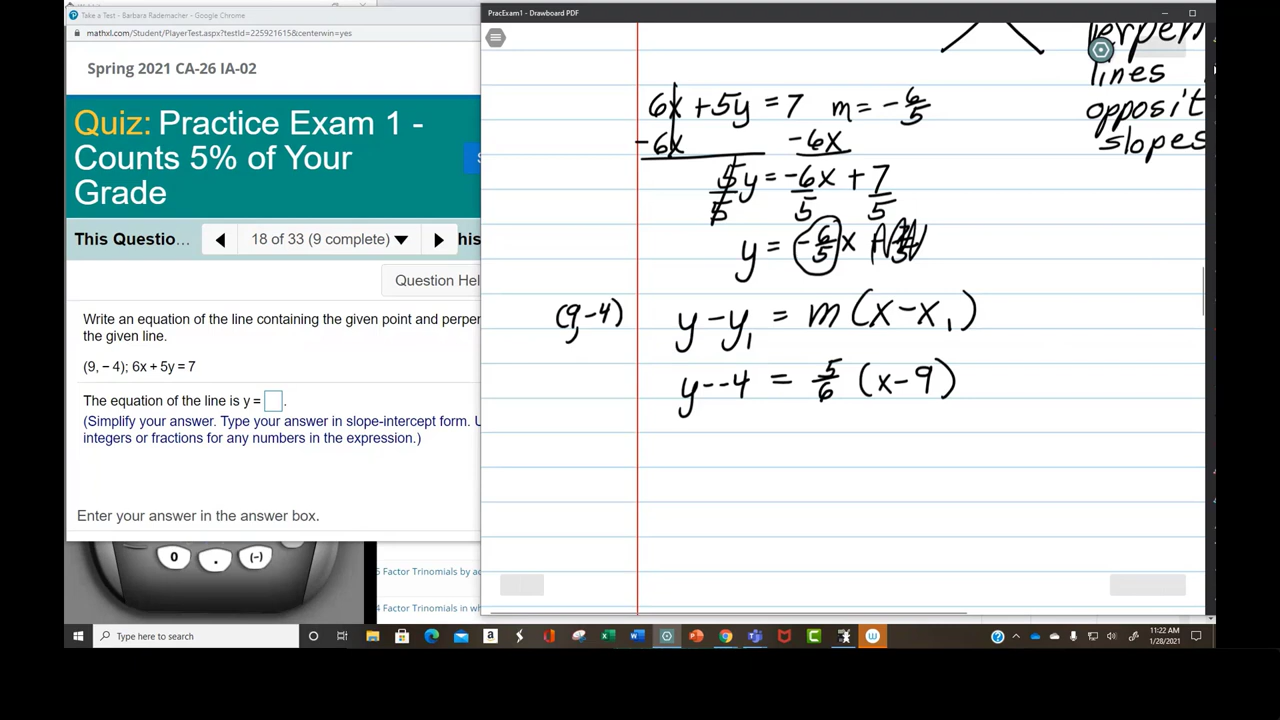 Take a Test - Barbara Rademacher - Google Chrome
mathxl.com/Student/PlayerTest.aspx?testId=225921615&centerwin=yes
Spring 2021 CA-26 IA-02
Quiz: Practice Exam 1 -
Counts 5% of Your
Grade
This Questio...
18 of 33 (9 complete)
his
Question Hel
Write an equation of the line containing the given point and perpe
the given line.
(9, − 4); 6x + 5y = 7
The equation of the line is y = .
(Simplify your answer. Type your answer in slope-intercept form. U
integers or fractions for any numbers in the expression.)
Enter your answer in the answer box.
0 . (-)
5 Factor Trinomials by ac
4 Factor Trinomials in wh
PracExam1 - Drawboard PDF
Perpen
lines
opposit
slopes
6x + 5y = 7 m = - 6/5
-6x -6x
5y = -6x + 7
5 5 5
y = -6/5 x
(9,-4) y - y₁ = m (x - x₁)
y - -4 = 5/6 (x - 9)
Type here to search
11:22 AM
1/28/2021